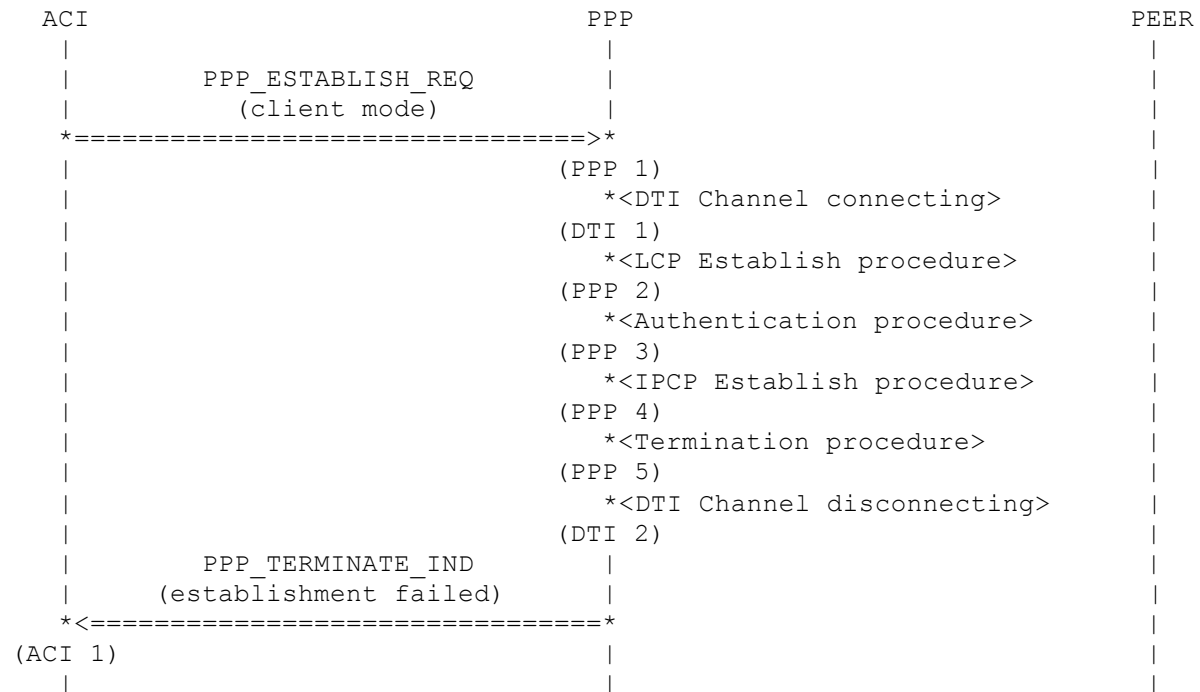 ACI PPP PEER
| | |
| PPP_ESTABLISH_REQ | |
| (client mode) | |
*================================>* |
| (PPP 1) |
| *<DTI Channel connecting> |
| (DTI 1) |
| *<LCP Establish procedure> |
| (PPP 2) |
| *<Authentication procedure> |
| (PPP 3) |
| *<IPCP Establish procedure> |
| (PPP 4) |
| *<Termination procedure> |
| (PPP 5) |
| *<DTI Channel disconnecting> |
| (DTI 2) |
| PPP_TERMINATE_IND | |
| (establishment failed) | |
*<================================* |
(ACI 1) | |
| | |